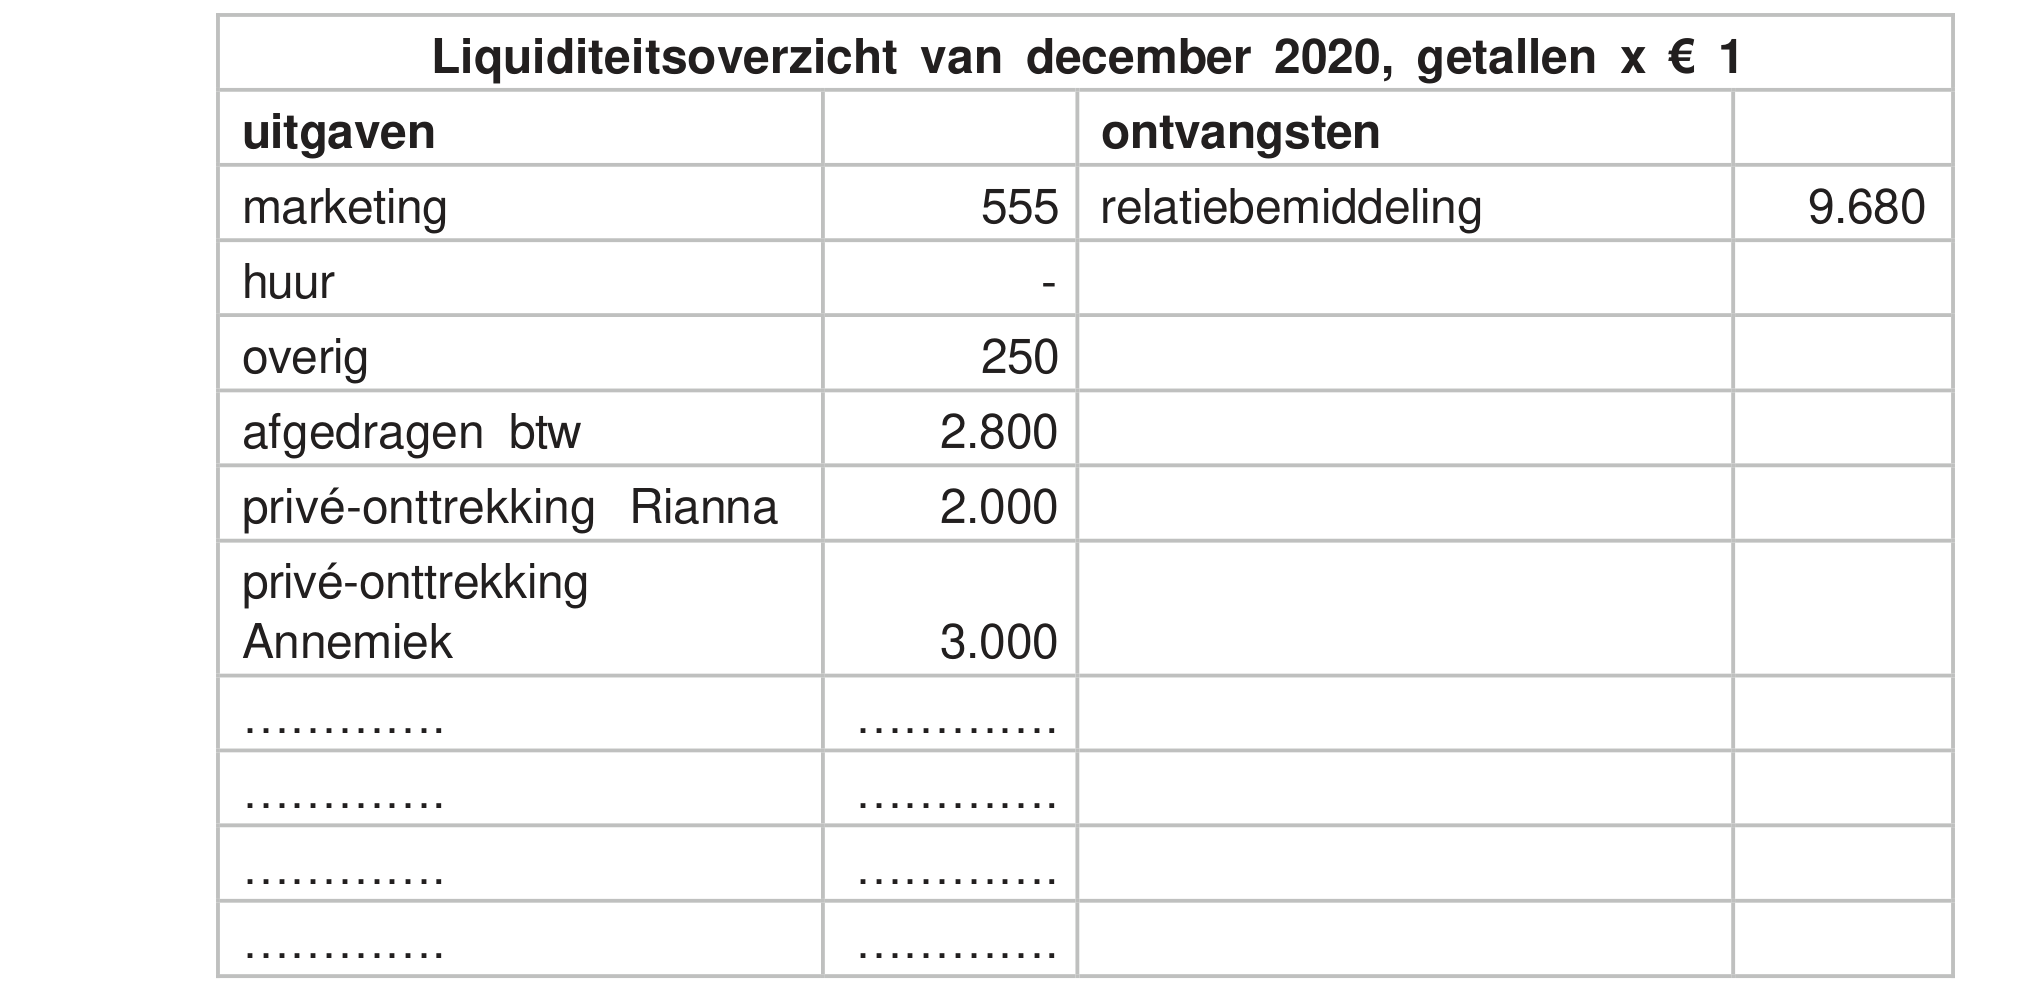 Liquiditeitsoverzicht van december 2020, getallen x € 1
uitgaven ontvangsten
marketing 555 relatiebemiddeling 9.680
huur -
overig 250
afgedragen btw 2.800
privé-onttrekking Rianna 2.000
privé-onttrekking
Annemiek 3.000
............. .............
............. .............
............. .............
............. .............